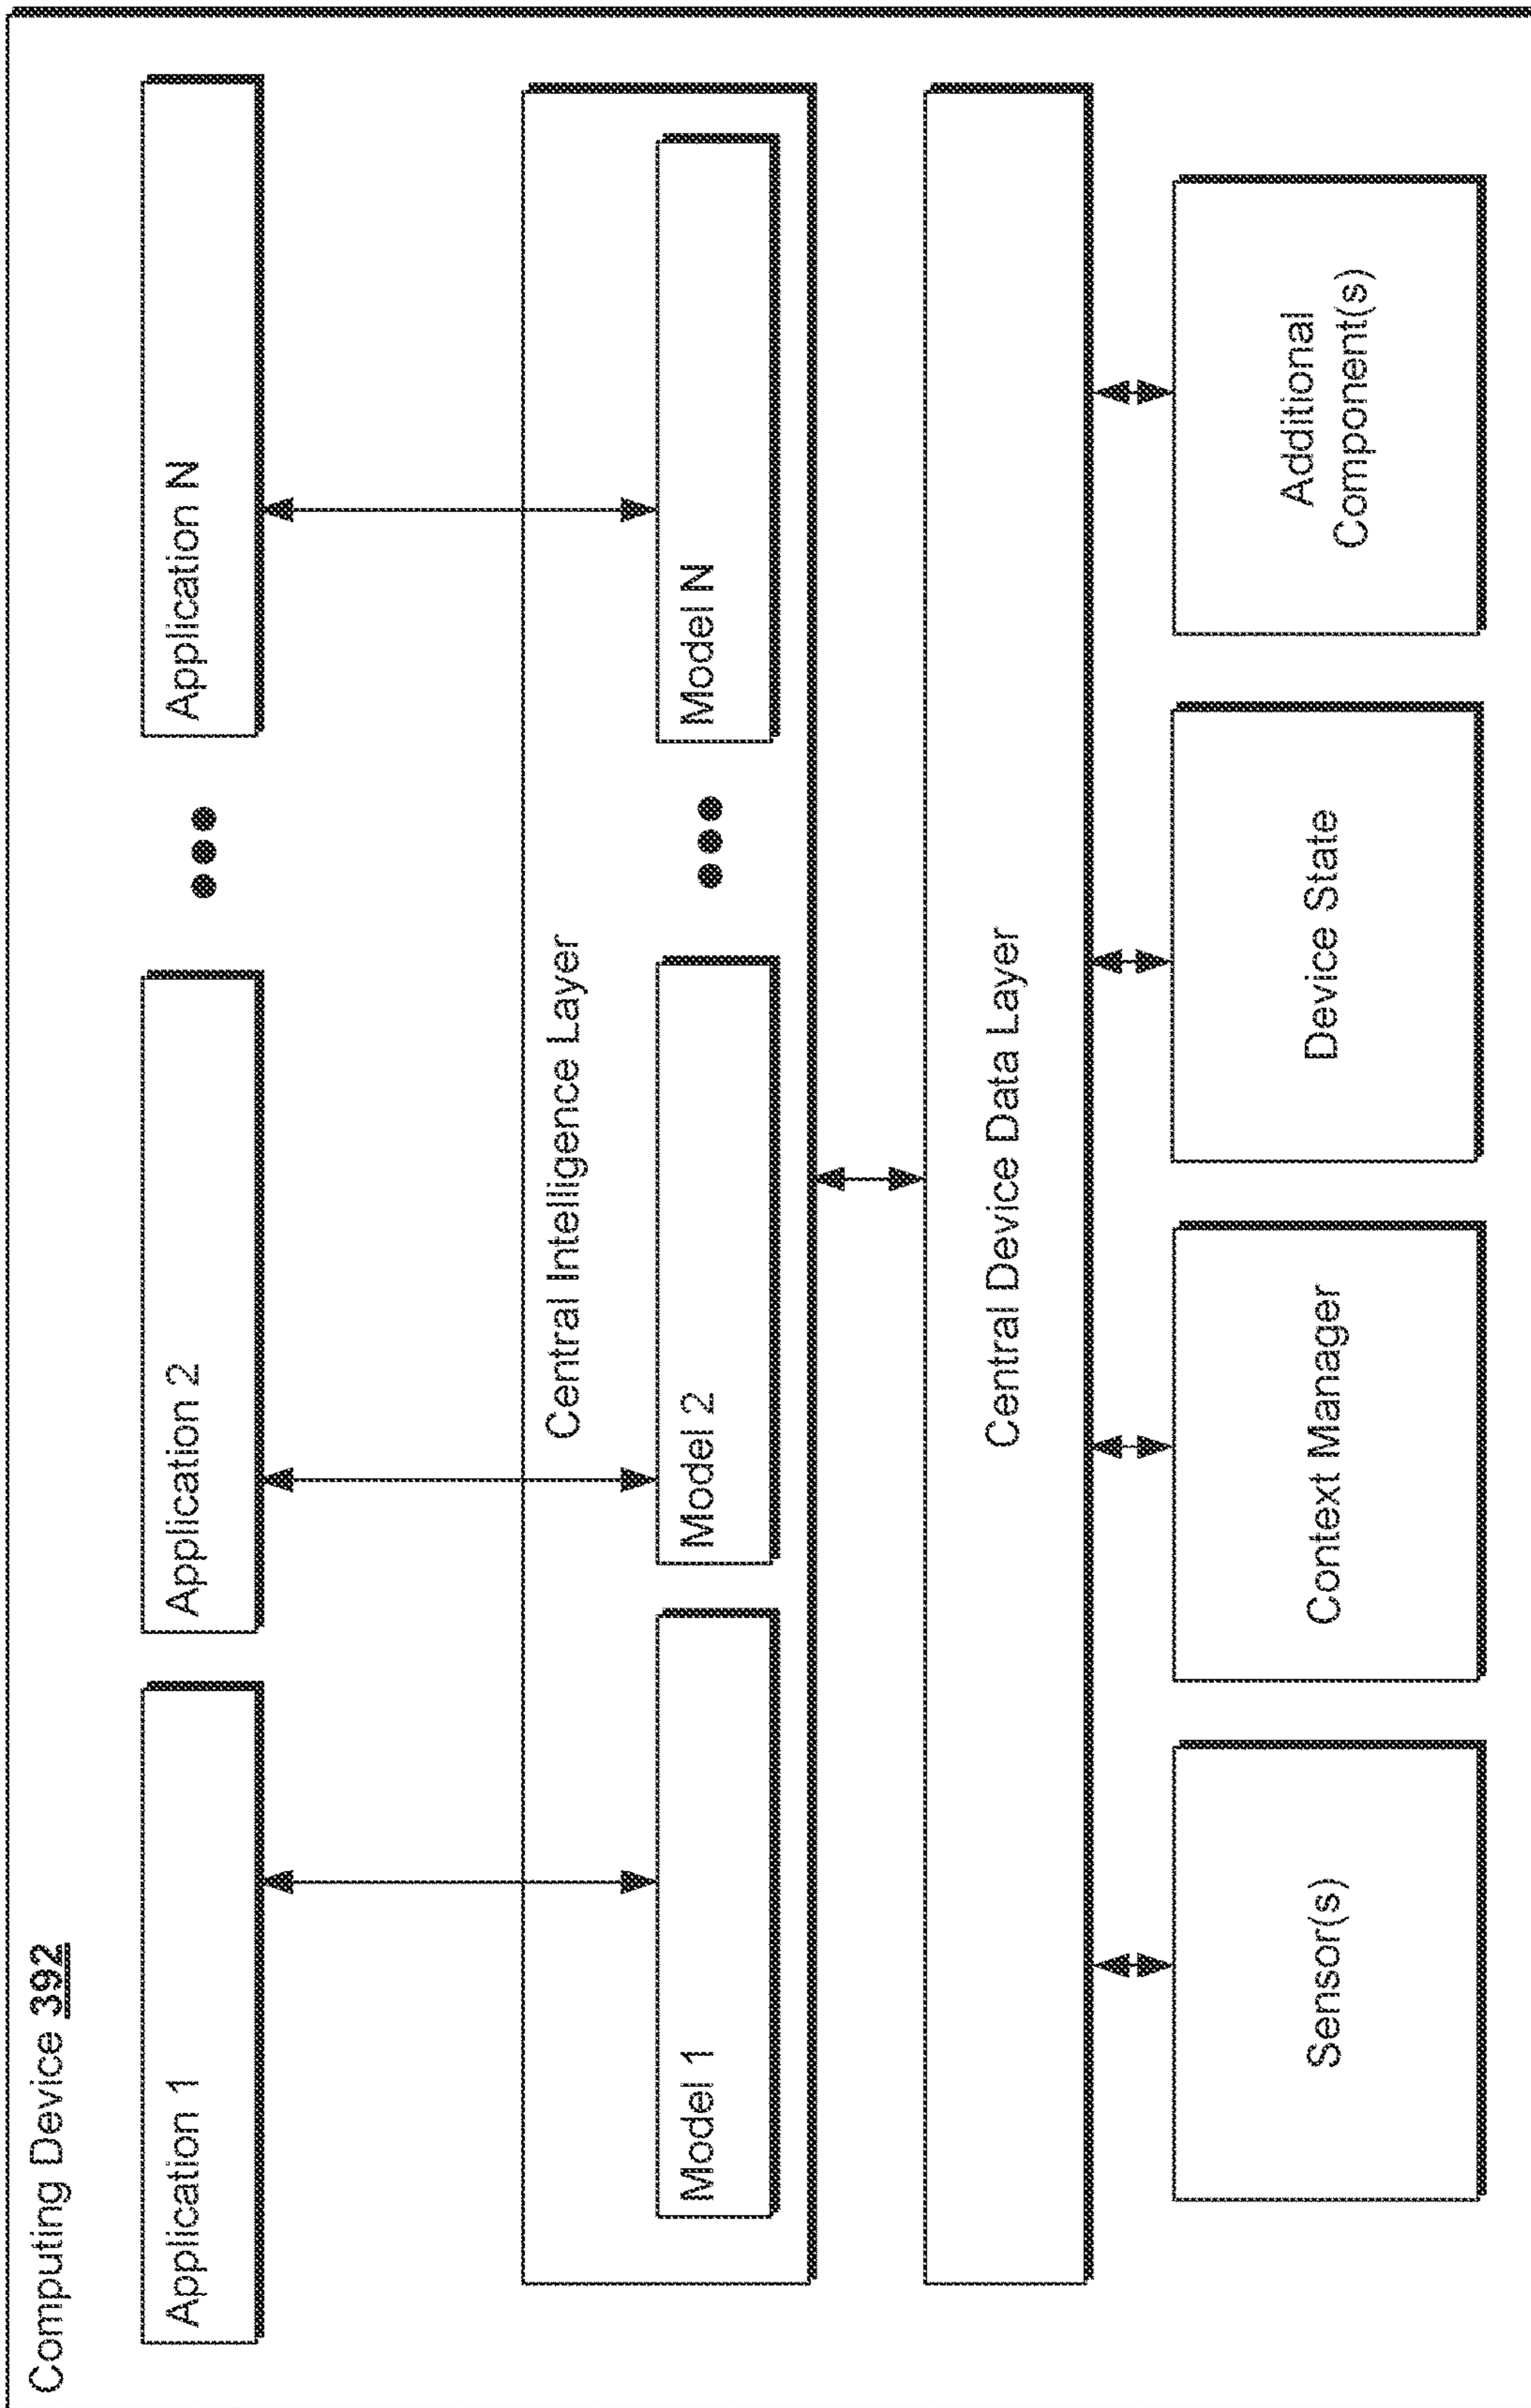 Computing Device 392
Application 1
Application 2
Application N
Central Intelligence Layer
Model 1
Model 2
Model N
Central Device Data Layer
Sensor(s)
Context Manager
Device State
Additional
Component(s)